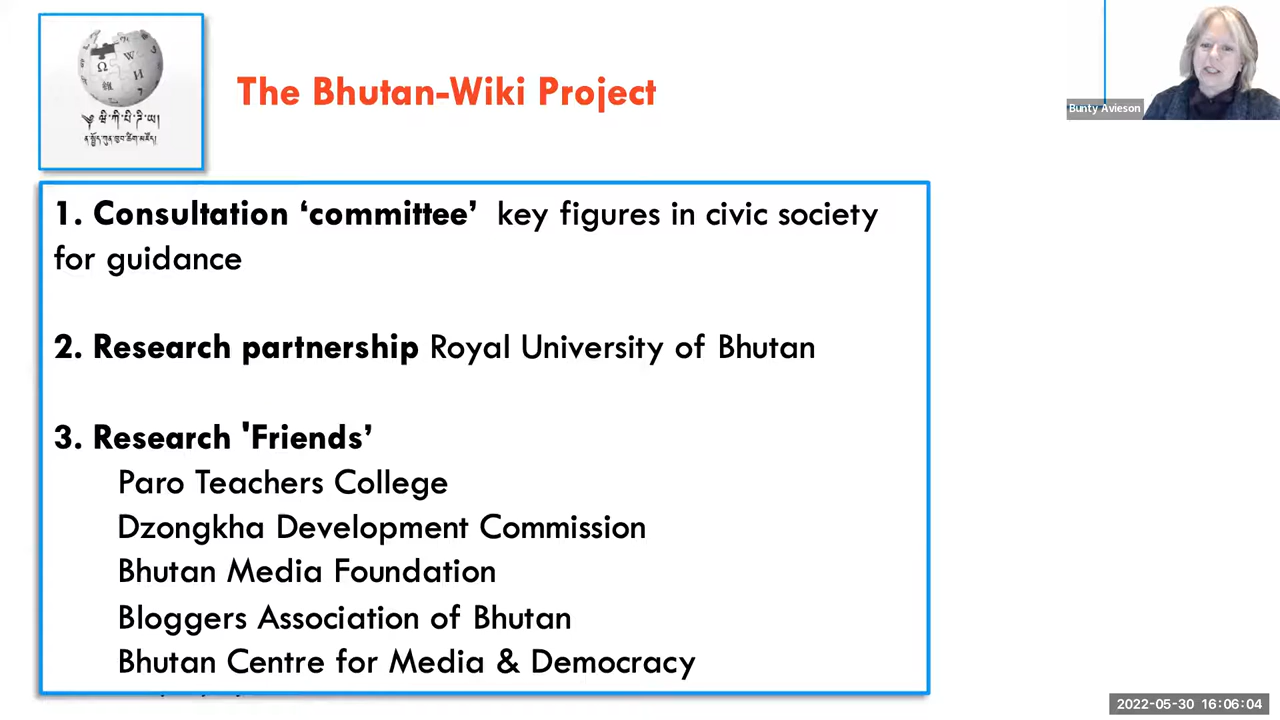 The Bhutan-Wiki Project
Bunty Avieson
W
Ω
И
༄ ཝི་ཀི་པི་ཌི་ཡ།
1. Consultation ‘committee’ key figures in civic society
for guidance
2. Research partnership Royal University of Bhutan
3. Research 'Friends’
Paro Teachers College
Dzongkha Development Commission
Bhutan Media Foundation
Bloggers Association of Bhutan
Bhutan Centre for Media & Democracy
2022-05-30 16:06:04